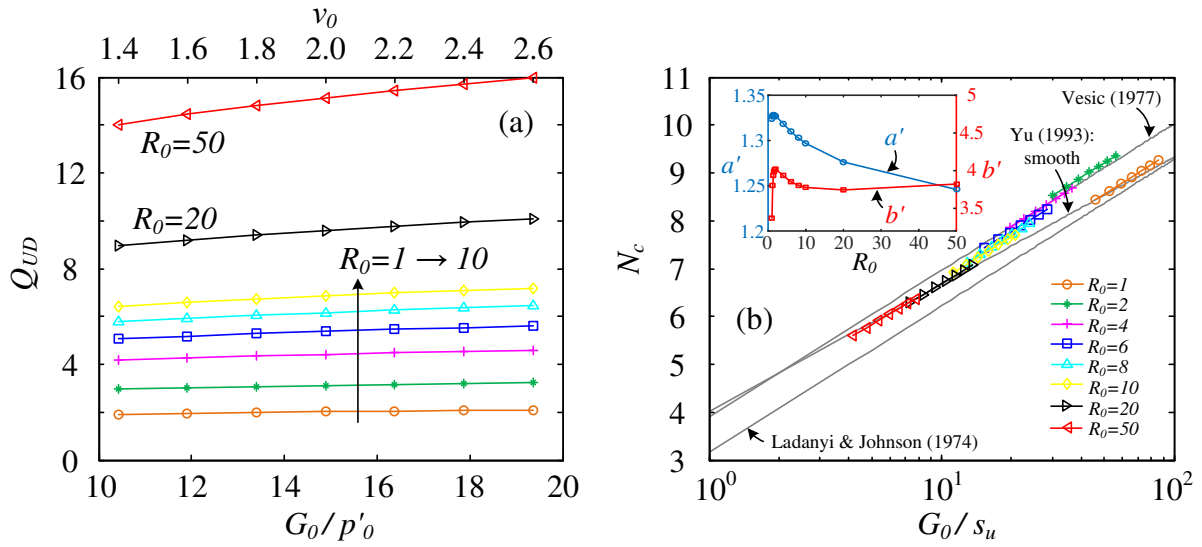 v0
1.4 1.6 1.8 2.0 2.2 2.4 2.6
16
12
8
4
0
QUD
(a)
R0=50
R0=20
R0=1 → 10
10 12 14 16 18 20
G0/p'0
11
10
9
8
7
6
5
4
3
Nc
Vesic (1977)
Yu (1993):
smooth
1.35
1.3
1.25
1.2
a'
5
4.5
4
3.5
b'
a'
b'
0 10 20 30 40 50
R0
(b)
R0=1
R0=2
R0=4
R0=6
R0=8
R0=10
R0=20
R0=50
Ladanyi & Johnson (1974)
10^0 10^1 10^2
G0/su